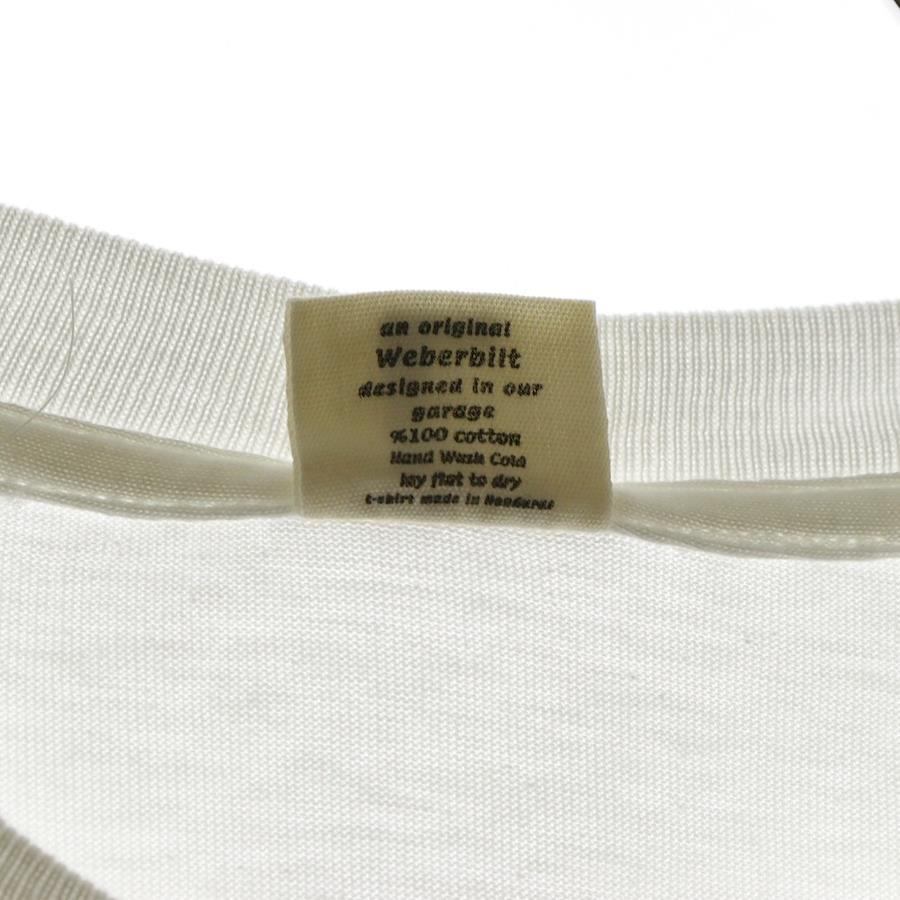 an original
Weberbilt
designed in our
garage
%100 cotton
Hand Wash Cold
lay flat to dry
t-shirt made in Honduras